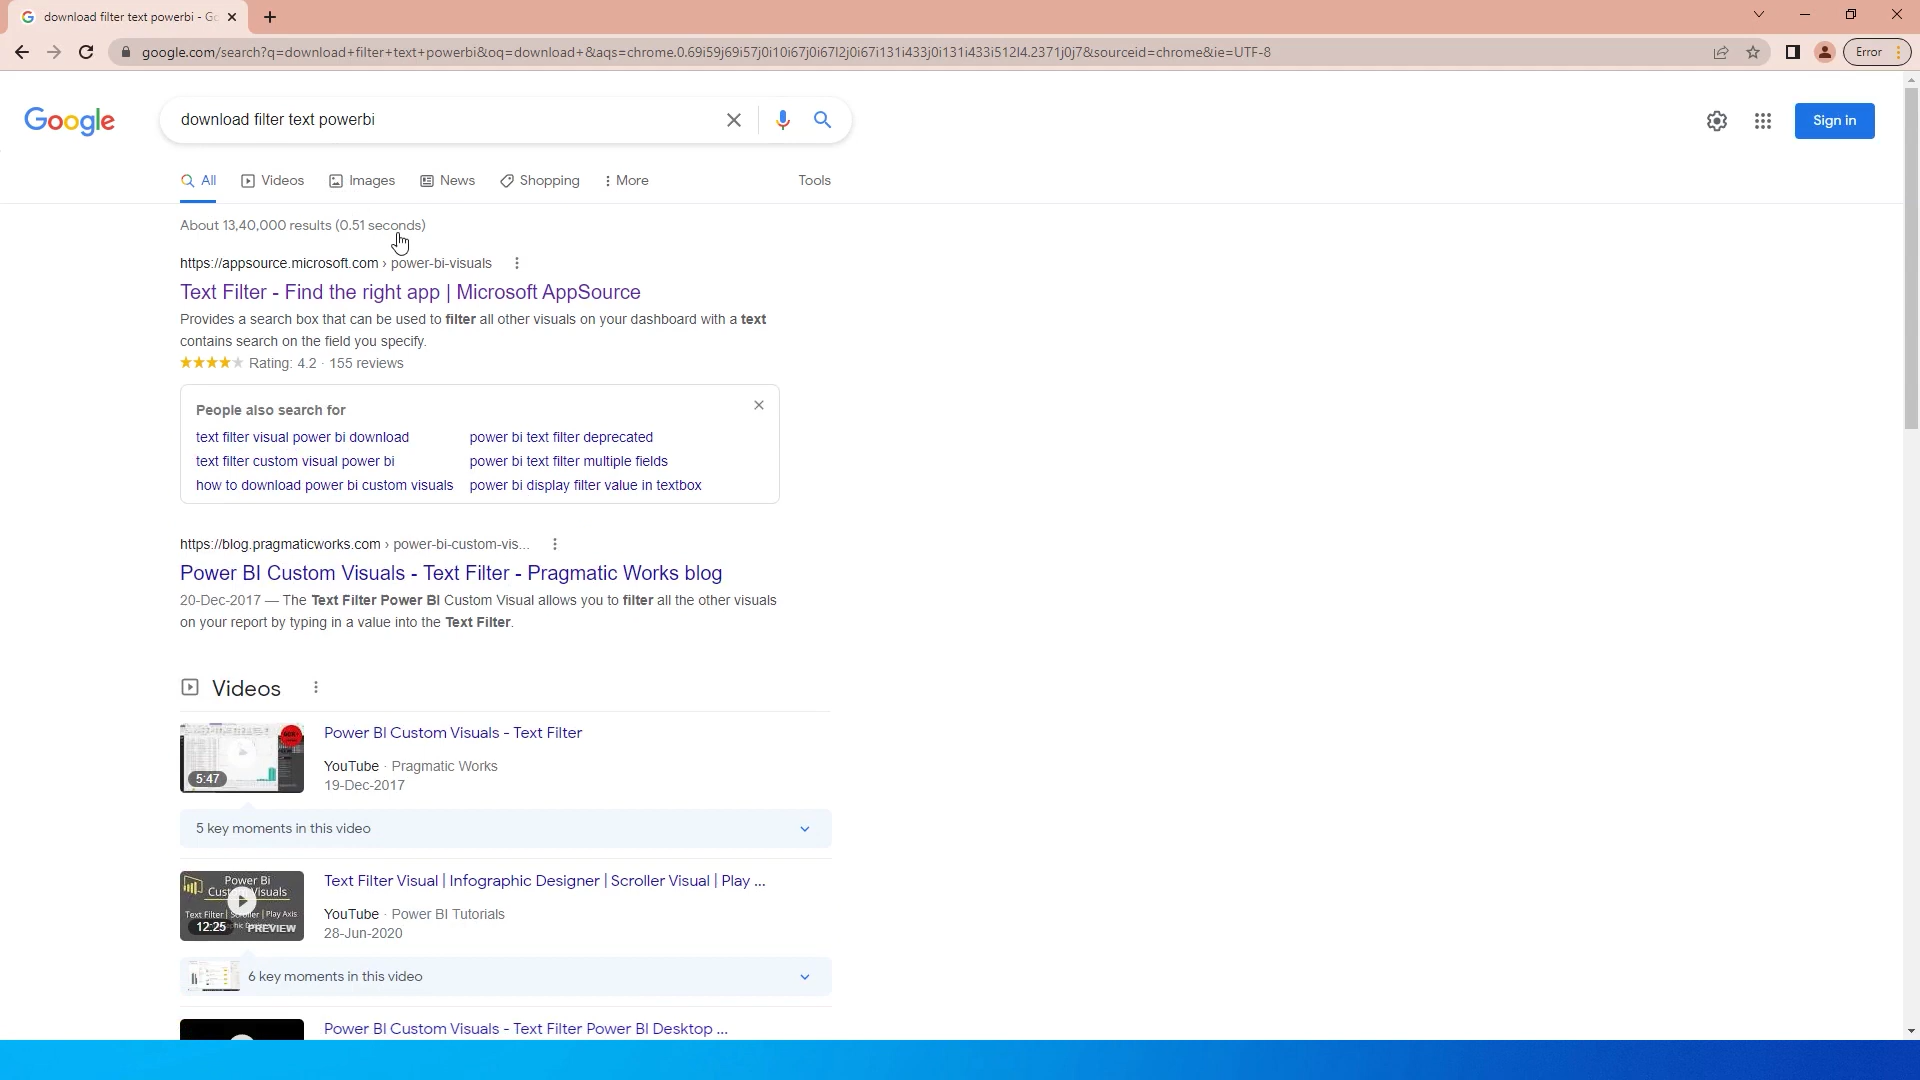 download filter text powerbi - Go
Error
google.com/search?q=download+filter+text+powerbi&oq=download+&aqs=chrome.0.69i59j69i57j0i10i67j0i67l2j0i67i131i433j0i131i433i512l4.2371j0j7&sourceid=chrome&ie=UTF-8
Google
download filter text powerbi
Sign in
All
Videos
Images
News
Shopping
More
Tools
About 13,40,000 results (0.51 seconds)
https://appsource.microsoft.com › power-bi-visuals
Text Filter - Find the right app | Microsoft AppSource
Provides a search box that can be used to filter all other visuals on your dashboard with a text
contains search on the field you specify.
Rating: 4.2 · 155 reviews
People also search for
text filter visual power bi download
power bi text filter deprecated
text filter custom visual power bi
power bi text filter multiple fields
how to download power bi custom visuals
power bi display filter value in textbox
https://blog.pragmaticworks.com › power-bi-custom-vis...
Power BI Custom Visuals - Text Filter - Pragmatic Works blog
20-Dec-2017 — The Text Filter Power BI Custom Visual allows you to filter all the other visuals
on your report by typing in a value into the Text Filter.
Videos
Power BI Custom Visuals - Text Filter
YouTube · Pragmatic Works
19-Dec-2017
5:47
5 key moments in this video
Power Bi
Custom Visuals
Text Filter | Scroller | Play Axis
12:25
PREVIEW
Text Filter Visual | Infographic Designer | Scroller Visual | Play ...
YouTube · Power BI Tutorials
28-Jun-2020
6 key moments in this video
Power BI Custom Visuals - Text Filter Power BI Desktop ...